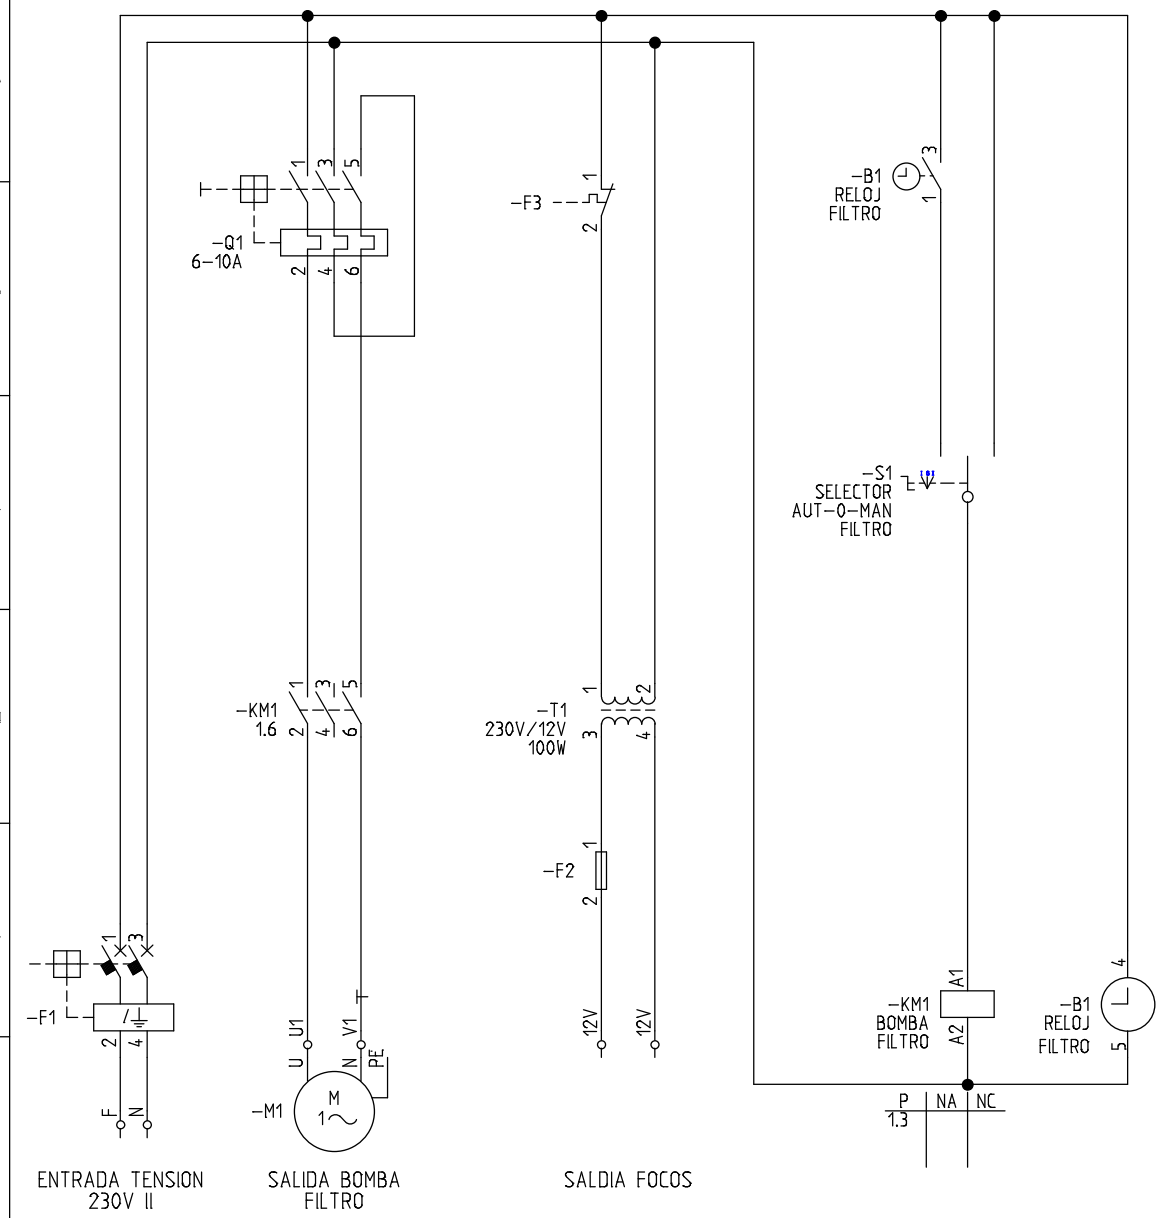 1
3
5
-Q1
6-10A
2
4
6
1
-F3
2
3
-B1
RELOJ
FILTRO
1
-S1
SELECTOR
AUT-0-MAN
FILTRO
1
3
5
-KM1
1.6
2
4
6
1
2
-T1
230V/12V
100W
3
4
1
-F2
2
1
3
-F1
2
4
F
N
U1
V1
U
N
PE
-M1
M
1~
12V
12V
A1
-KM1
BOMBA
FILTRO
A2
4
-B1
RELOJ
FILTRO
5
P NA NC
1.3
ENTRADA TENSION
230V II
SALIDA BOMBA
FILTRO
SALDIA FOCOS